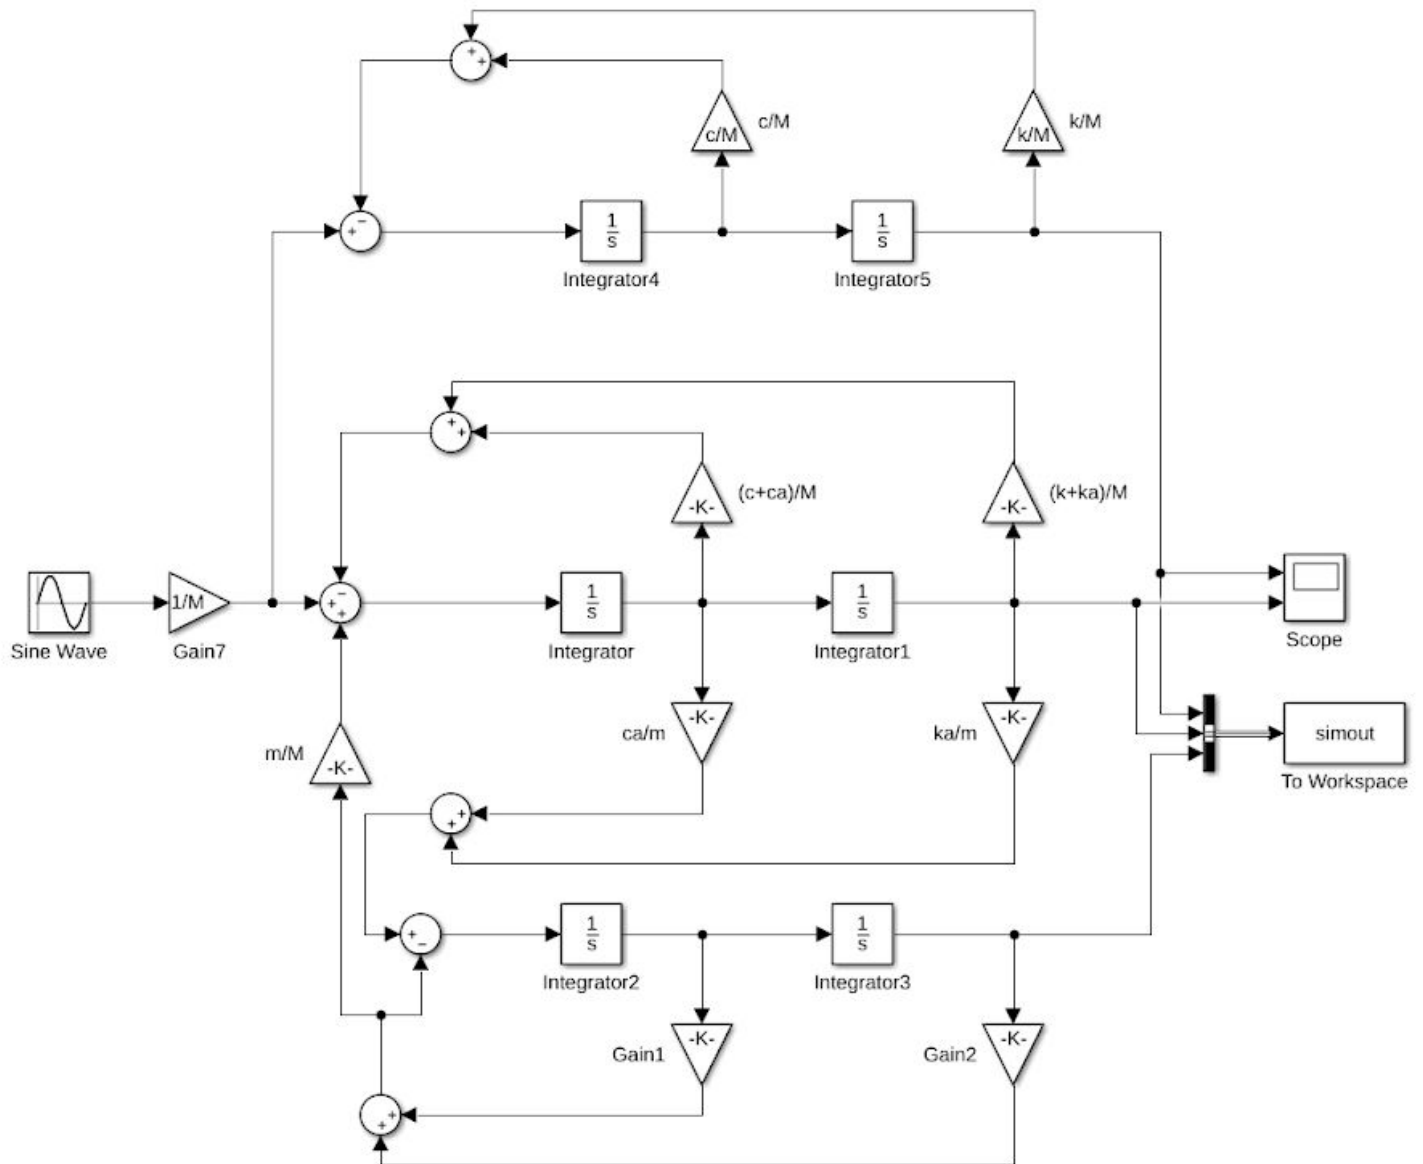 +
+
c/M
c/M
k/M
k/M
−
+
1
s
Integrator4
1
s
Integrator5
+
+
-K-
(c+ca)/M
-K-
(k+ka)/M
Sine Wave
1/M
Gain7
−
+
+
1
s
Integrator
1
s
Integrator1
Scope
ca/m
-K-
ka/m
-K-
m/M
-K-
simout
To Workspace
+
+
+
−
1
s
Integrator2
1
s
Integrator3
Gain1
-K-
Gain2
-K-
+
+